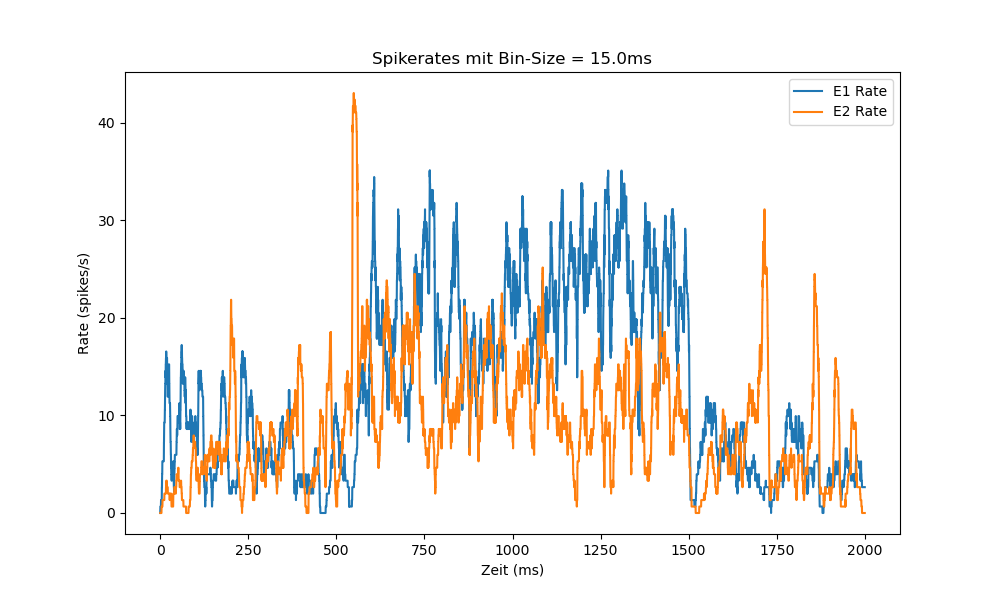 Spikerates mit Bin-Size = 15.0ms
E1 Rate
E2 Rate
Rate (spikes/s)
40
30
20
10
0
0 250 500 750 1000 1250 1500 1750 2000
Zeit (ms)